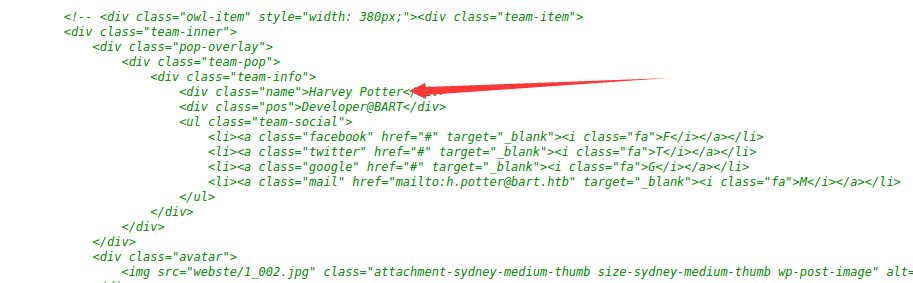 <!-- <div class="owl-item" style="width: 380px;"><div class="team-item">
<div class="team-inner">
<div class="pop-overlay">
<div class="team-pop">
<div class="team-info">
<div class="name">Harvey Potter</div>
<div class="pos">Developer@BART</div>
<ul class="team-social">
<li><a class="facebook" href="#" target="_blank"><i class="fa">F</i></a></li>
<li><a class="twitter" href="#" target="_blank"><i class="fa">T</i></a></li>
<li><a class="google" href="#" target="_blank"><i class="fa">G</i></a></li>
<li><a class="mail" href="mailto:h.potter@bart.htb" target="_blank"><i class="fa">M</i></a></li>
</ul>
</div>
</div>
</div>
<div class="avatar">
<img src="webste/1_002.jpg" class="attachment-sydney-medium-thumb size-sydney-medium-thumb wp-post-image" alt=